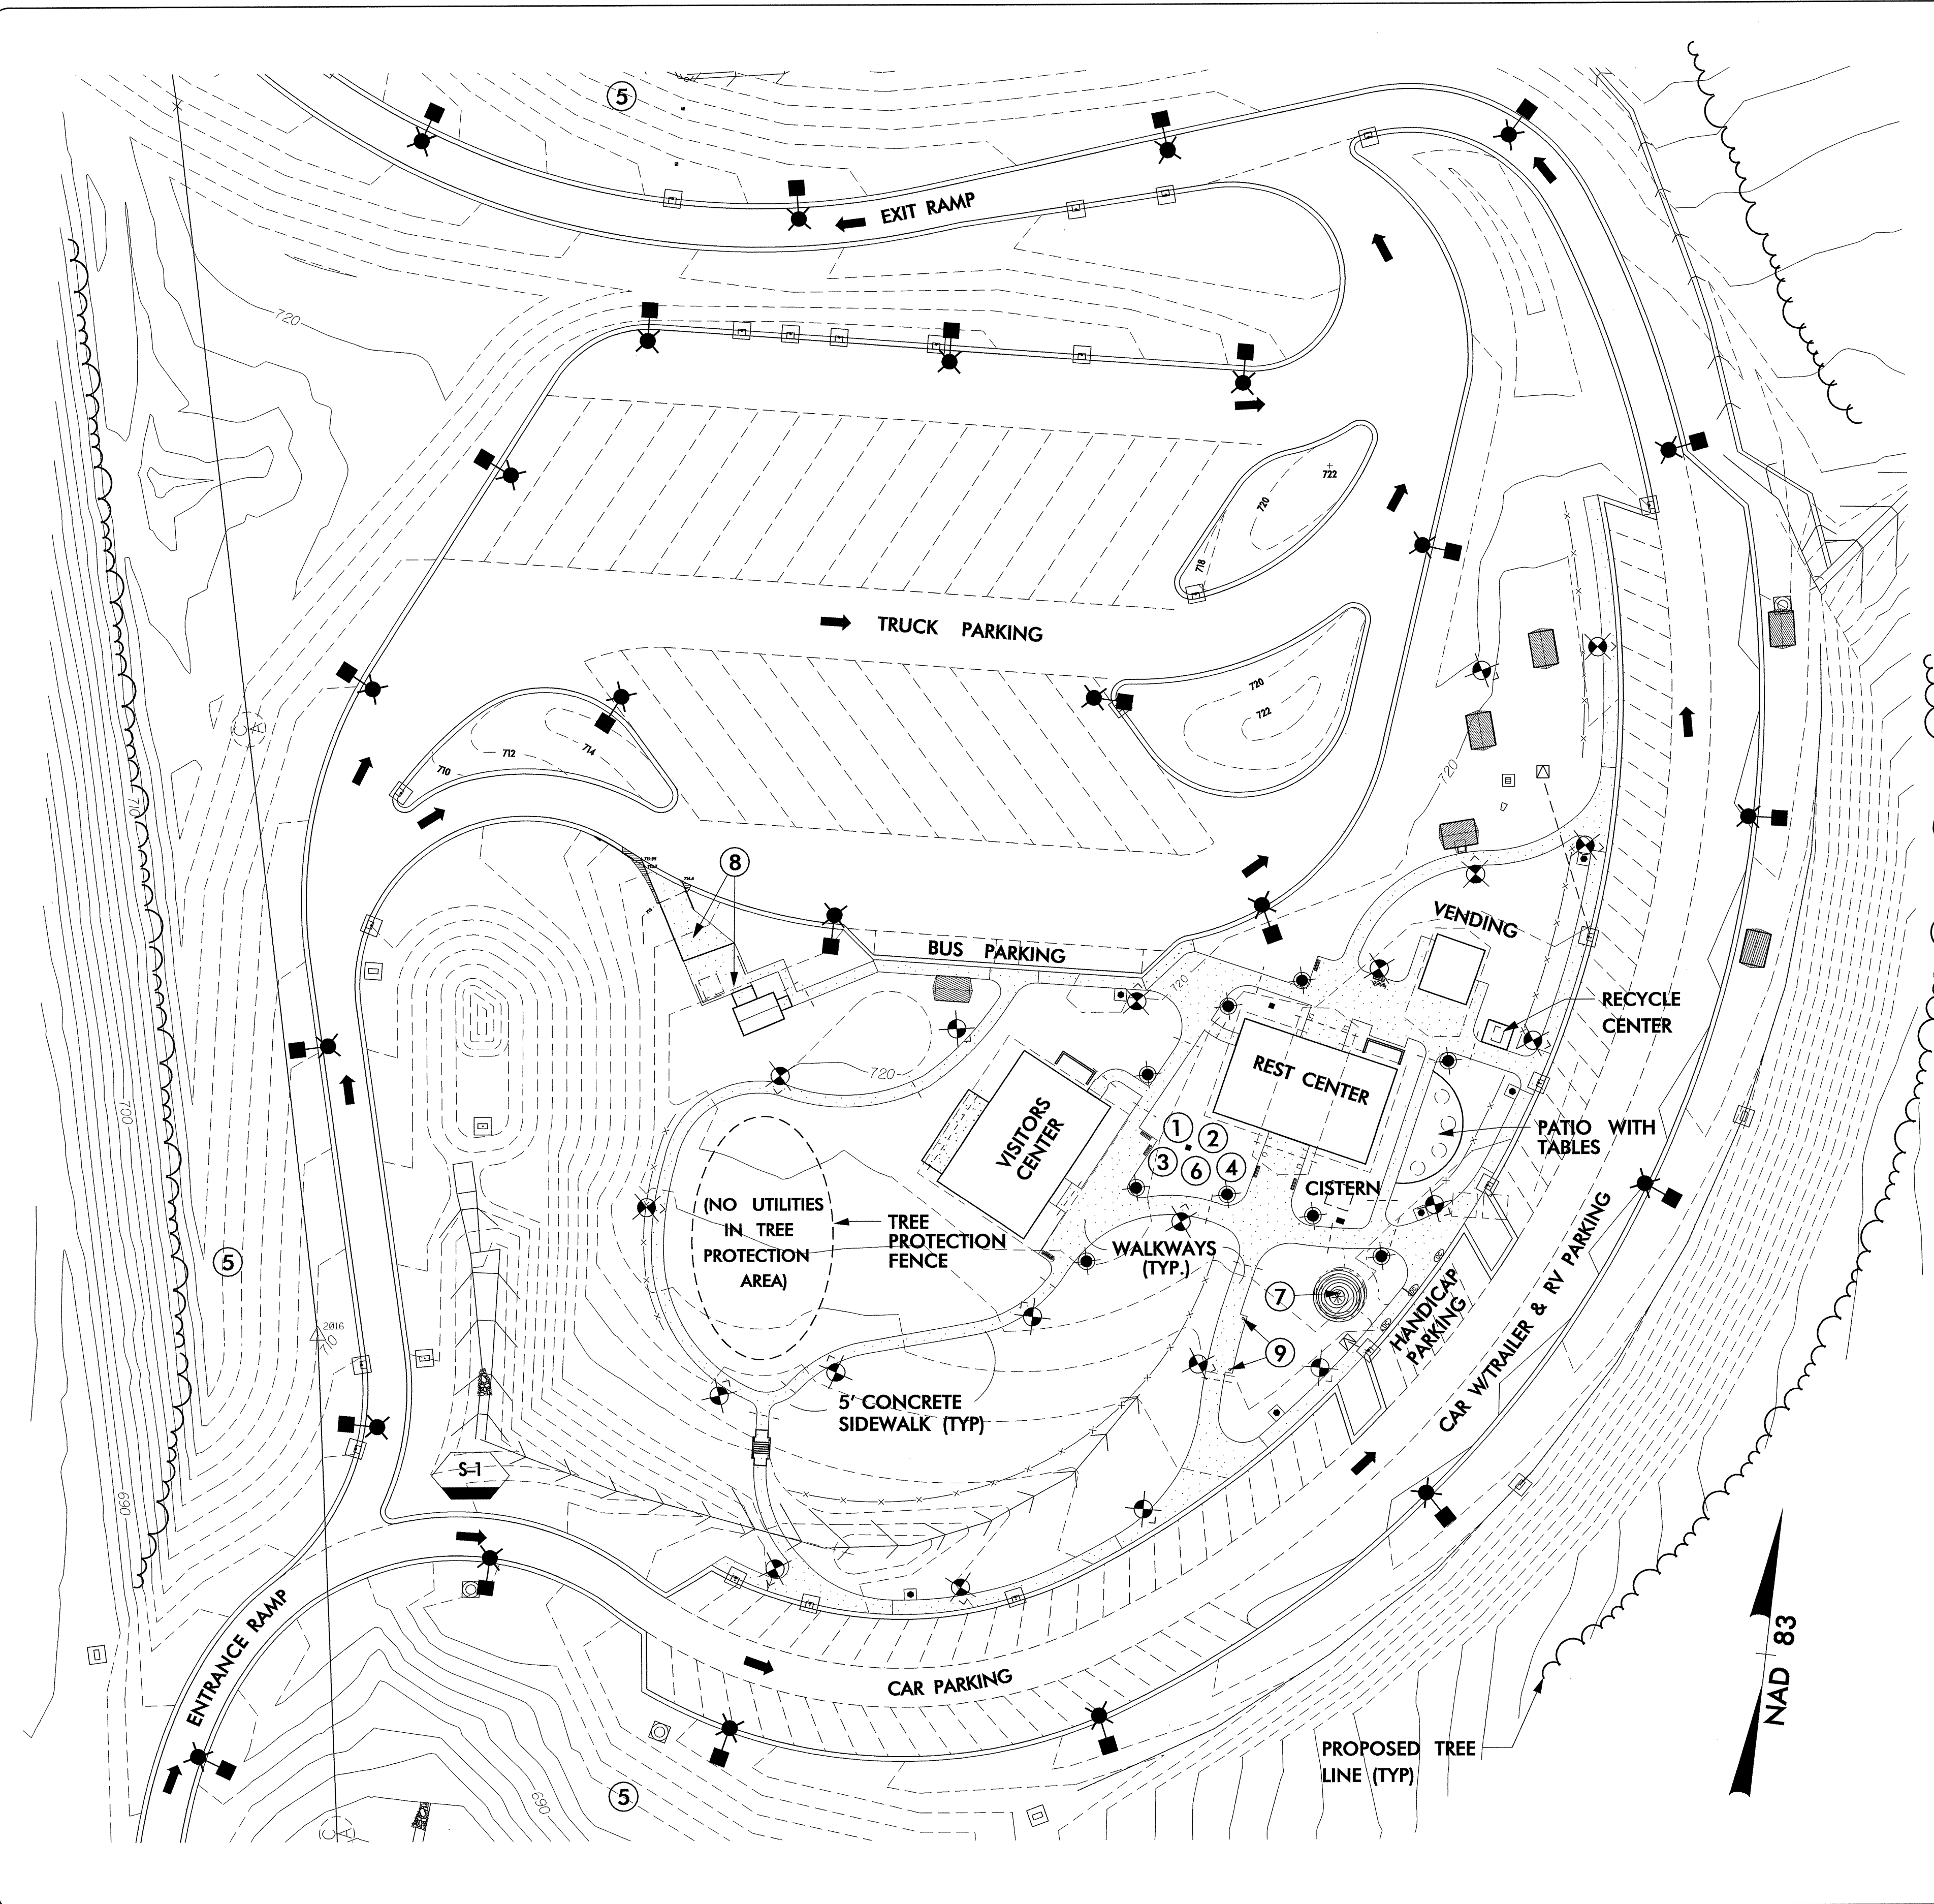 5
EXIT RAMP
720
722
720
718
TRUCK PARKING
720
722
710
712
714
720
710
8
714.4
BUS PARKING
VENDING
720
RECYCLE
CENTER
720
REST CENTER
VISITORS
CENTER
700
1
2
3
6
4
PATIO WITH
TABLES
CISTERN
(NO UTILITIES
IN TREE
PROTECTION
AREA)
TREE
PROTECTION
FENCE
WALKWAYS
(TYP.)
5
7
9
HANDICAP
PARKING
CAR W/TRAILER & RV PARKING
2016
710
5' CONCRETE
SIDEWALK (TYP)
S-1
690
ENTRANCE RAMP
CAR PARKING
NAD 83
PROPOSED TREE
LINE (TYP)
5
690
C
A
C
A